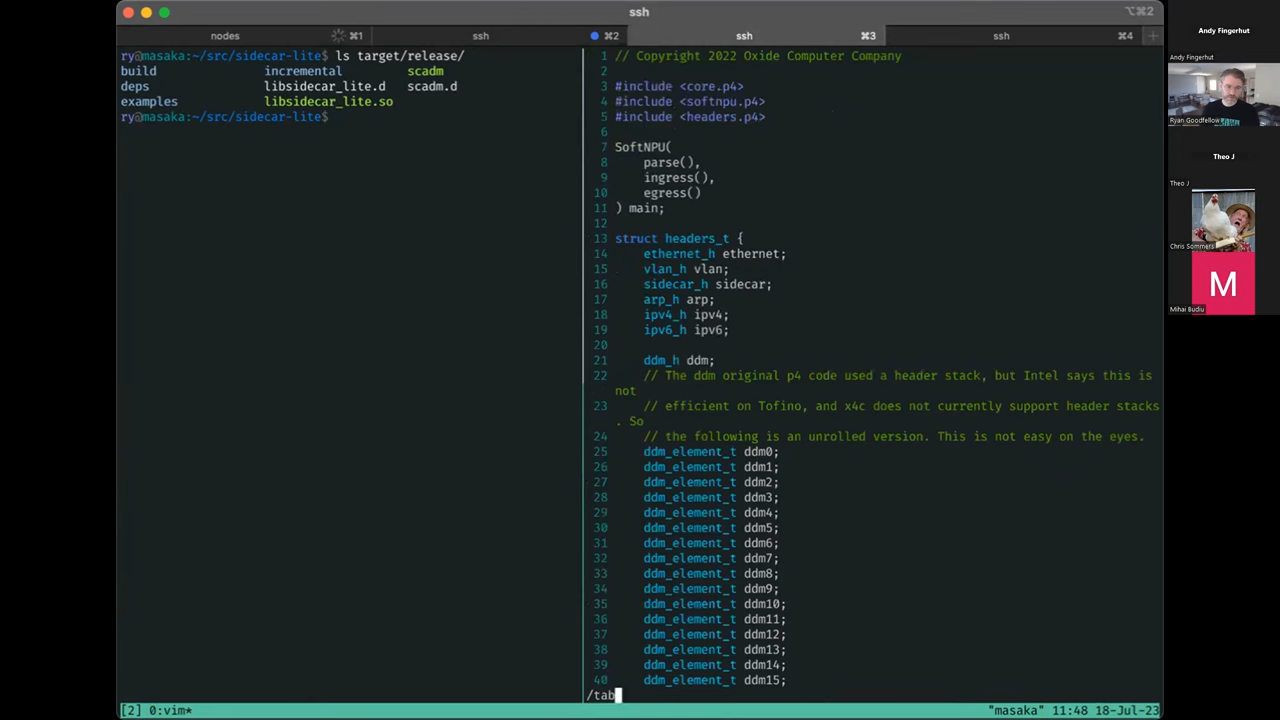 ssh
⌥⌘2
nodes ⌘1
ssh ⌘2
ssh ⌘3
ssh ⌘4
ry@masaka:~/src/sidecar-lite$ ls target/release/
build incremental scadm
deps libsidecar_lite.d scadm.d
examples libsidecar_lite.so
ry@masaka:~/src/sidecar-lite$
1 // Copyright 2022 Oxide Computer Company
2
3 #include <core.p4>
4 #include <softnpu.p4>
5 #include <headers.p4>
6
7 SoftNPU(
8 parse(),
9 ingress(),
10 egress()
11 ) main;
12
13 struct headers_t {
14 ethernet_h ethernet;
15 vlan_h vlan;
16 sidecar_h sidecar;
17 arp_h arp;
18 ipv4_h ipv4;
19 ipv6_h ipv6;
20
21 ddm_h ddm;
22 // The ddm original p4 code used a header stack, but Intel says this is
not
23 // efficient on Tofino, and x4c does not currently support header stacks
. So
24 // the following is an unrolled version. This is not easy on the eyes.
25 ddm_element_t ddm0;
26 ddm_element_t ddm1;
27 ddm_element_t ddm2;
28 ddm_element_t ddm3;
29 ddm_element_t ddm4;
30 ddm_element_t ddm5;
31 ddm_element_t ddm6;
32 ddm_element_t ddm7;
33 ddm_element_t ddm8;
34 ddm_element_t ddm9;
35 ddm_element_t ddm10;
36 ddm_element_t ddm11;
37 ddm_element_t ddm12;
38 ddm_element_t ddm13;
39 ddm_element_t ddm14;
40 ddm_element_t ddm15;
/tab
[2] 0:vim* "masaka" 11:48 18-Jul-23
Andy Fingerhut
Andy Fingerhut
Ryan Goodfellow
Theo J
Theo J
Chris Sommers
M
Mihai Budiu